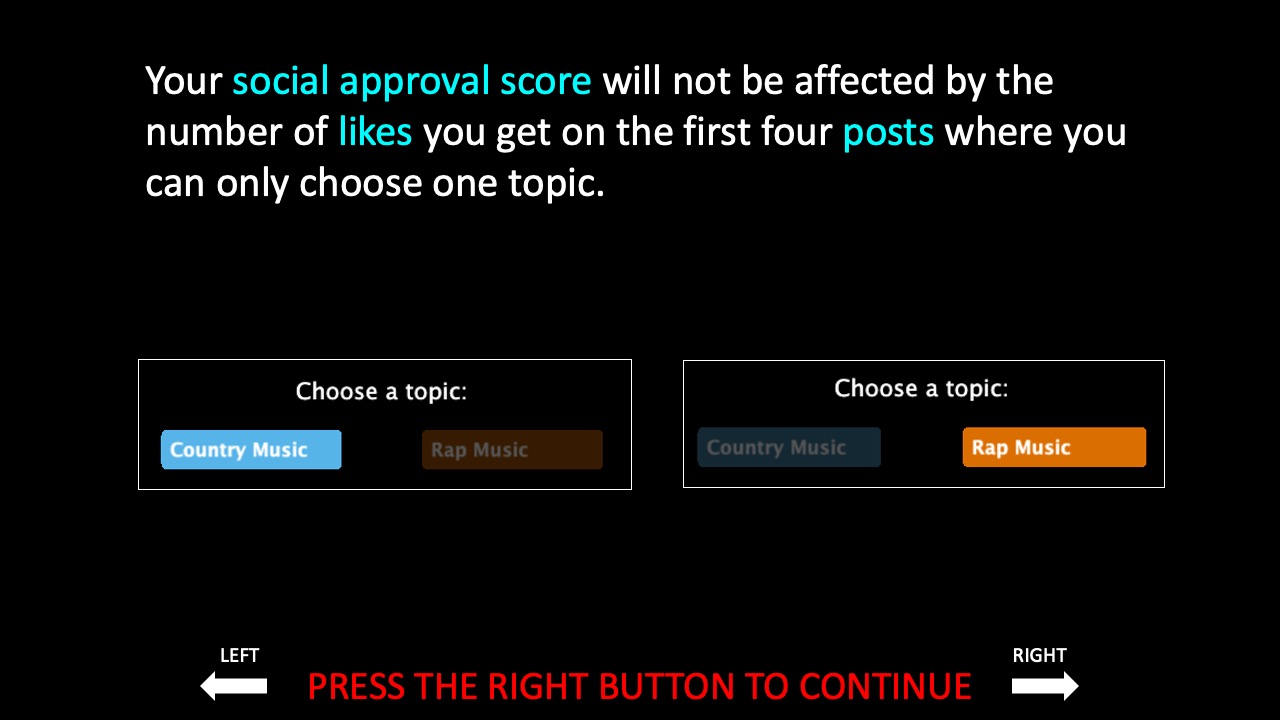 Your social approval score will not be affected by the
number of likes you get on the first four posts where you
can only choose one topic.
Choose a topic:
Country Music Rap Music
Choose a topic:
Country Music Rap Music
LEFT
RIGHT
PRESS THE RIGHT BUTTON TO CONTINUE